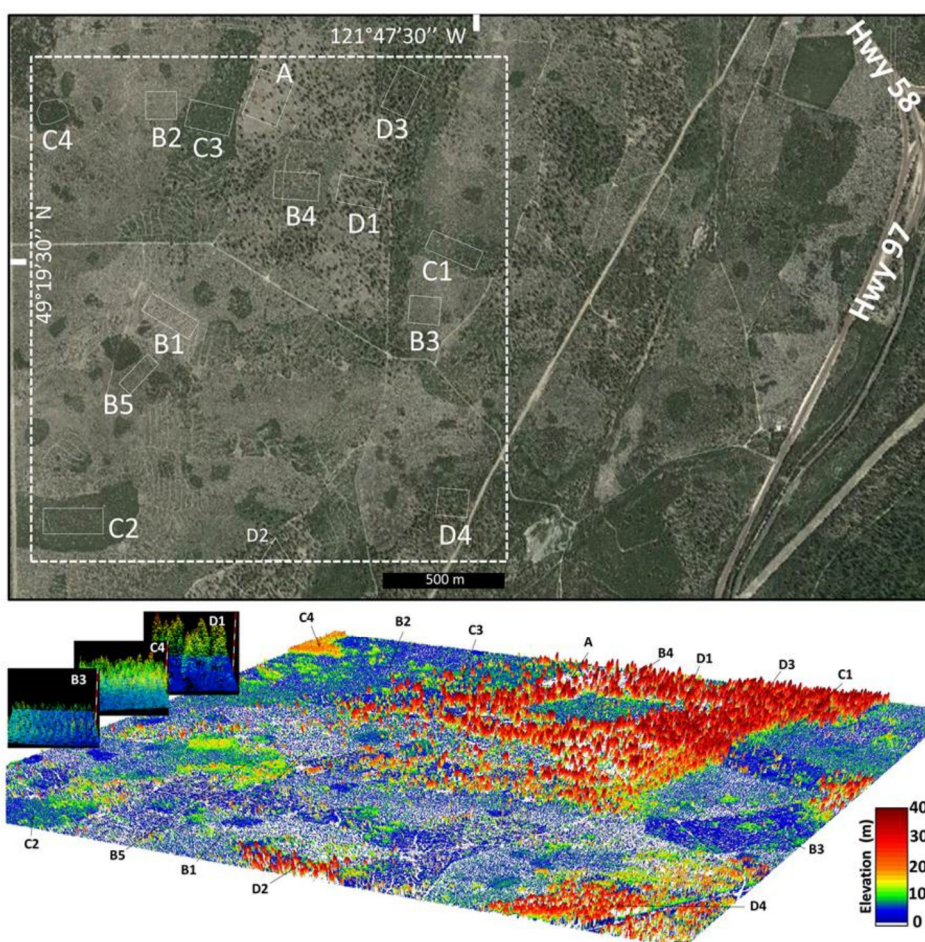 121°47'30'' W
Hwy 58
A
C4
B2
C3
D3
B4
D1
49°19'30'' N
C1
Hwy 97
B1
B3
B5
C2
D2
D4
500 m
D1
C4
B3
C4
B2
C3
A
B4
D1
D3
C1
C2
B5
B1
D2
D4
B3
Elevation (m)
40
30
20
10
0